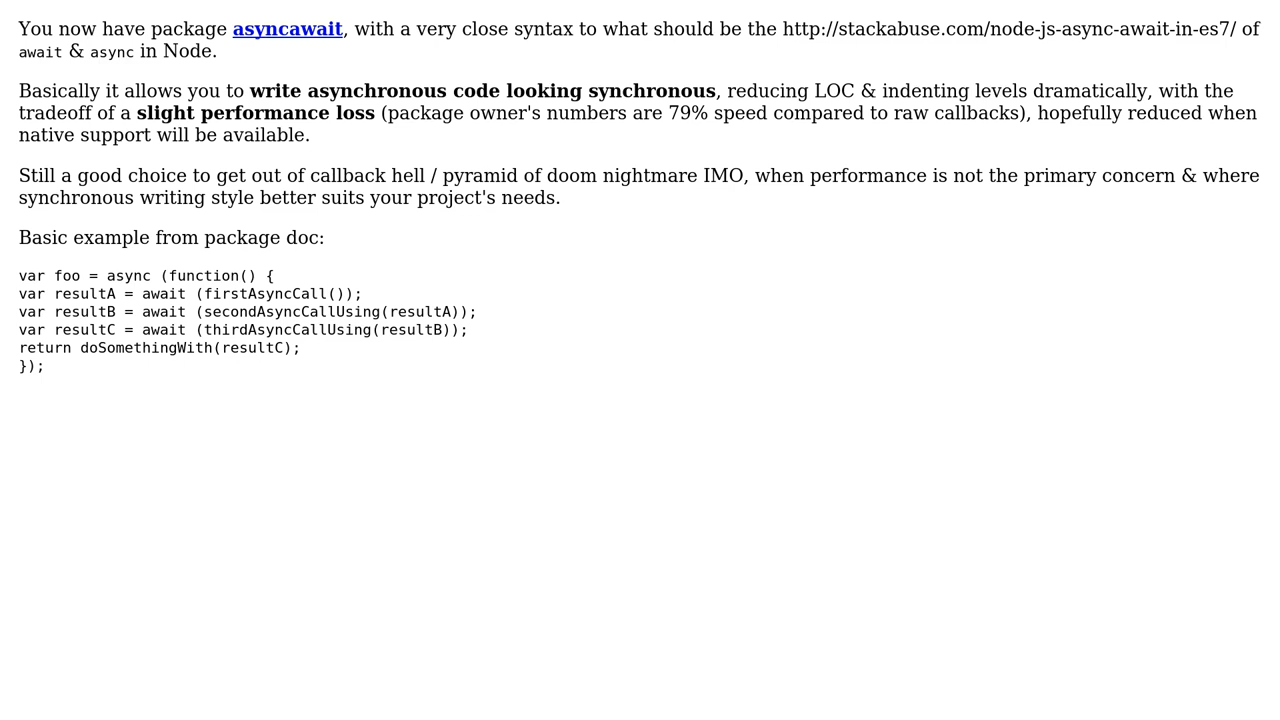 You now have package asyncawait, with a very close syntax to what should be the http://stackabuse.com/node-js-async-await-in-es7/ of
await & async in Node.
Basically it allows you to write asynchronous code looking synchronous, reducing LOC & indenting levels dramatically, with the
tradeoff of a slight performance loss (package owner's numbers are 79% speed compared to raw callbacks), hopefully reduced when
native support will be available.
Still a good choice to get out of callback hell / pyramid of doom nightmare IMO, when performance is not the primary concern & where
synchronous writing style better suits your project's needs.
Basic example from package doc:
var foo = async (function() {
var resultA = await (firstAsyncCall());
var resultB = await (secondAsyncCallUsing(resultA));
var resultC = await (thirdAsyncCallUsing(resultB));
return doSomethingWith(resultC);
});